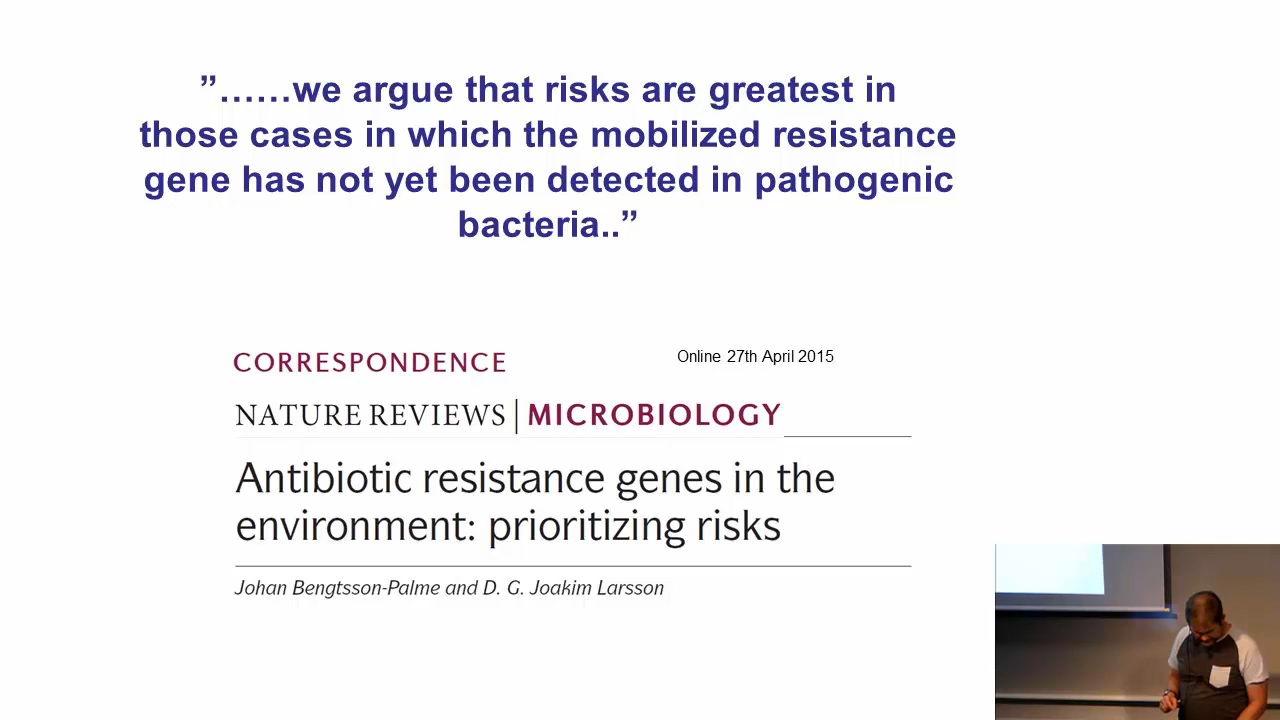 ”……we argue that risks are greatest in
those cases in which the mobilized resistance
gene has not yet been detected in pathogenic
bacteria..”
CORRESPONDENCE
Online 27th April 2015
NATURE REVIEWS | MICROBIOLOGY
Antibiotic resistance genes in the
environment: prioritizing risks
Johan Bengtsson-Palme and D. G. Joakim Larsson